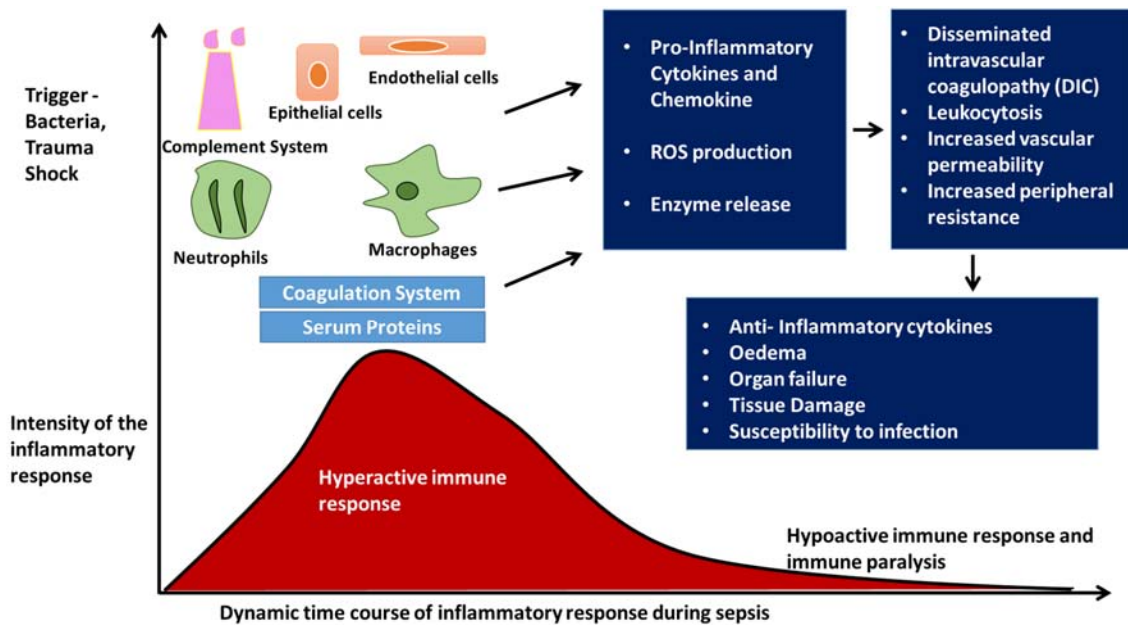 Trigger -
Bacteria,
Trauma
Shock
Complement System
Epithelial cells
Endothelial cells
Neutrophils
Macrophages
Coagulation System
Serum Proteins
• Pro-Inflammatory
Cytokines and
Chemokine
• ROS production
• Enzyme release
• Disseminated
intravascular
coagulopathy (DIC)
• Leukocytosis
• Increased vascular
permeability
• Increased peripheral
resistance
• Anti- Inflammatory cytokines
• Oedema
• Organ failure
• Tissue Damage
• Susceptibility to infection
Intensity of the
inflammatory
response
Hyperactive immune
response
Hypoactive immune response and
immune paralysis
Dynamic time course of inflammatory response during sepsis